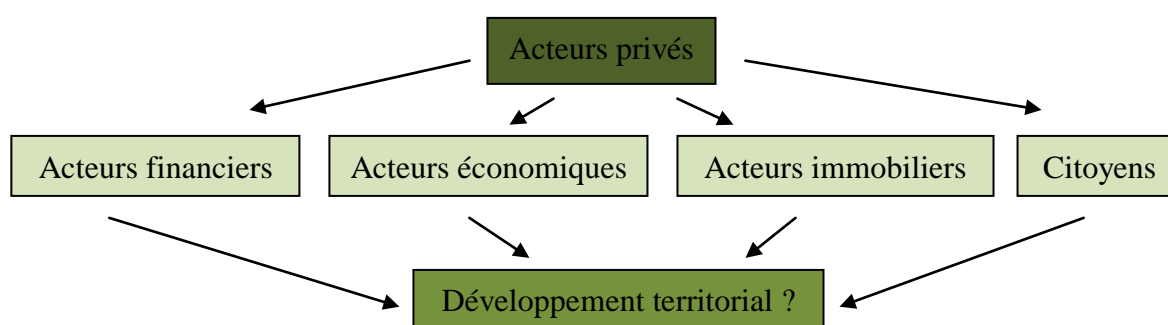 Acteurs privés
Acteurs financiers
Acteurs économiques
Acteurs immobiliers
Citoyens
Développement territorial ?